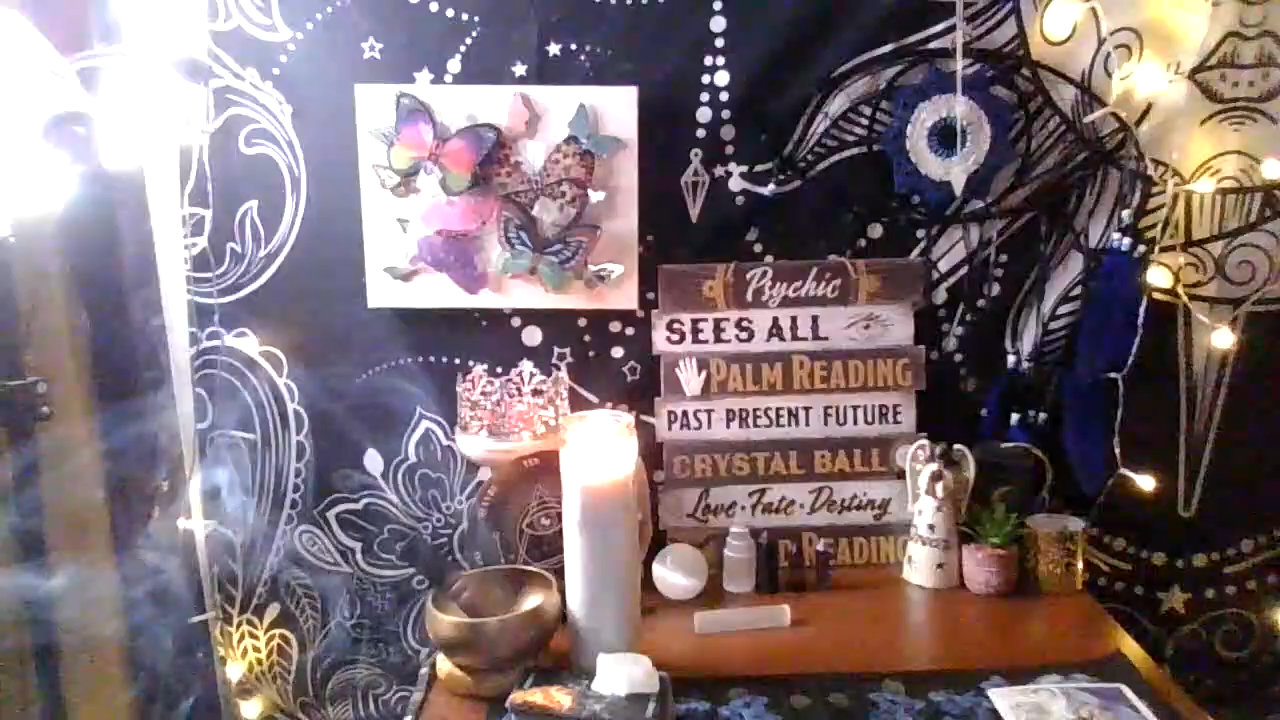 Psychic
SEES ALL
PALM READING
PAST PRESENT FUTURE
CRYSTAL BALL
Love · Fate · Destiny
READING